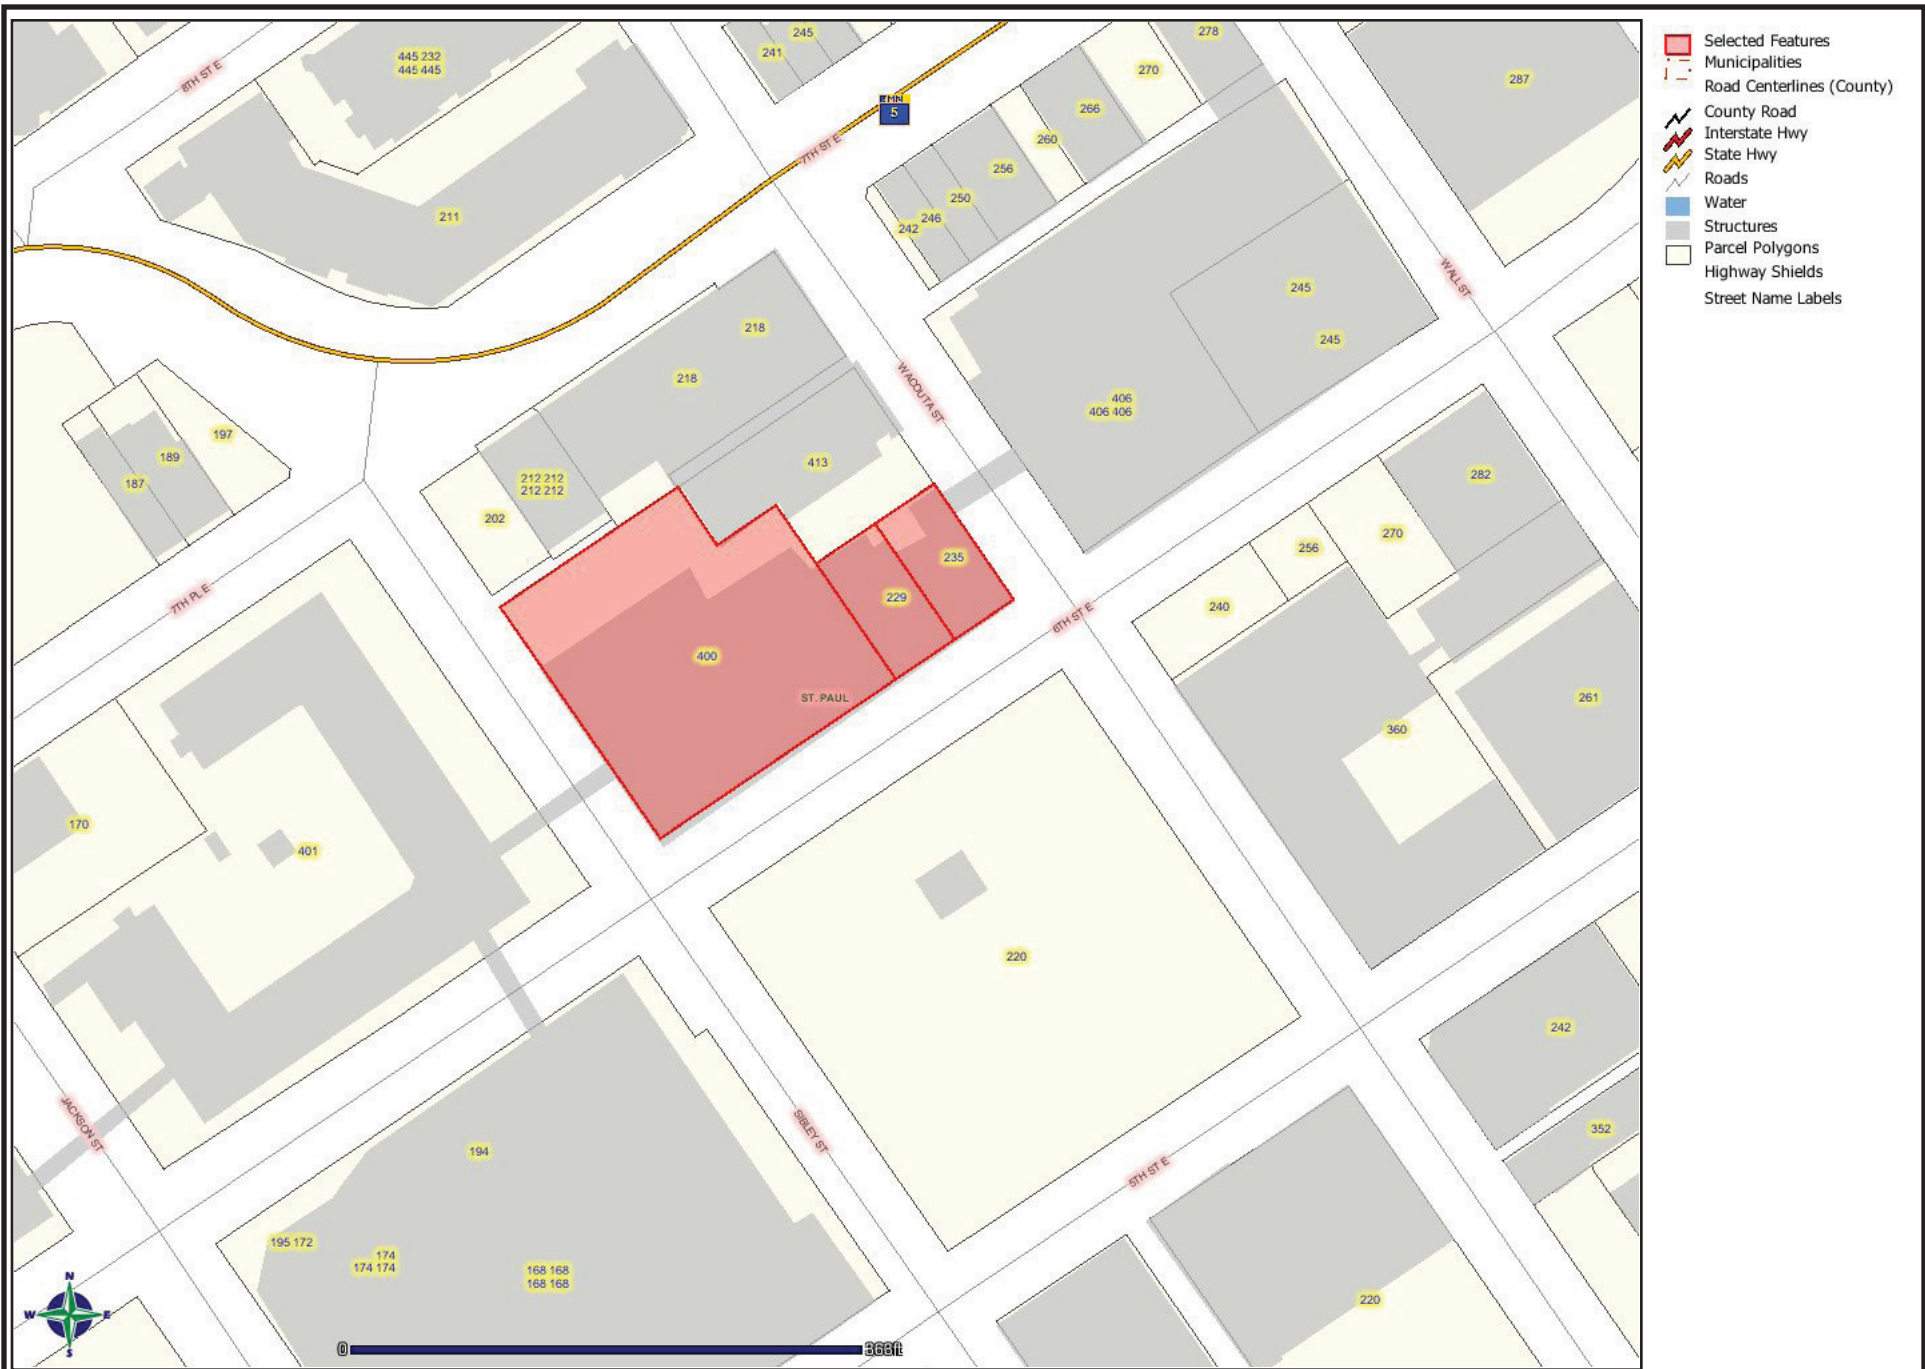 245
241
278
445 232
445 445
8TH ST E
270
287
MN
5
266
7TH ST E
260
256
250
246
242
211
WALL ST
245
245
218
218
WACOUTA ST
406
406 406
197
189
187
413
212 212
212 212
202
282
270
256
240
235
229
7TH PL E
6TH ST E
400
ST. PAUL
261
360
170
401
220
242
JACKSON ST
SIBLEY ST
352
194
5TH ST E
195 172
174
174 174
168 168
168 168
220
N
W E
S
0
Selected Features
Municipalities
Road Centerlines (County)
County Road
Interstate Hwy
State Hwy
Roads
Water
Structures
Parcel Polygons
Highway Shields
Street Name Labels